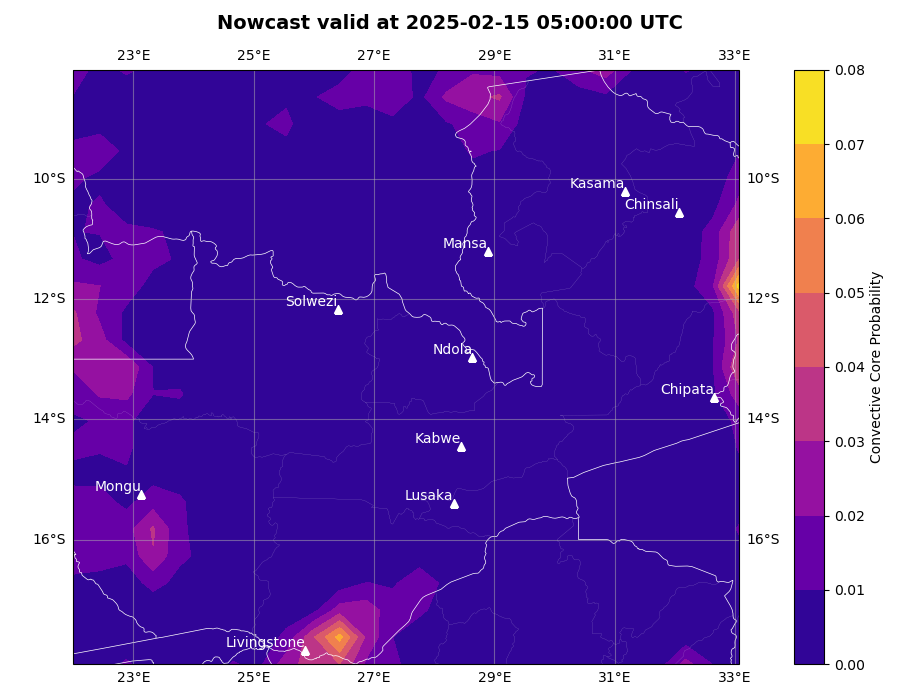 Nowcast valid at 2025-02-15 05:00:00 UTC
23°E 25°E 27°E 29°E 31°E 33°E
0.08
0.07
10°S 10°S
Kasama
Chinsali
0.06
Mansa
12°S 12°S
Solwezi
0.05
Ndola
0.04
Chipata
14°S 14°S
Kabwe
0.03
Mongu
Lusaka
0.02
16°S 16°S
0.01
Livingstone
0.00
23°E 25°E 27°E 29°E 31°E 33°E
Convective Core Probability